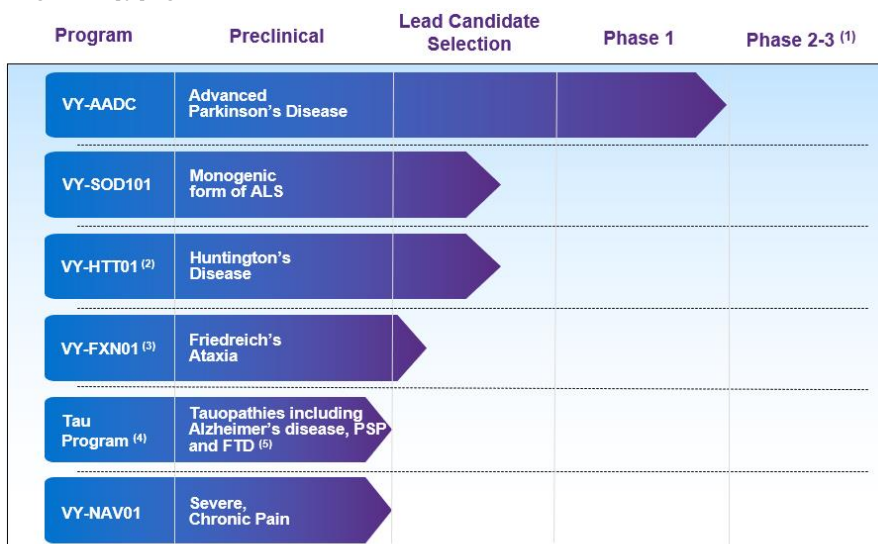 Program
Preclinical
Lead Candidate
Selection
Phase 1
Phase 2-3 (1)
VY-AADC
Advanced
Parkinson's Disease
VY-SOD101
Monogenic
form of ALS
VY-HTT01 (2)
Huntington's
Disease
VY-FXN01 (3)
Friedreich's
Ataxia
Tau
Program (4)
Tauopathies including
Alzheimer's disease, PSP
and FTD (5)
VY-NAV01
Severe,
Chronic Pain